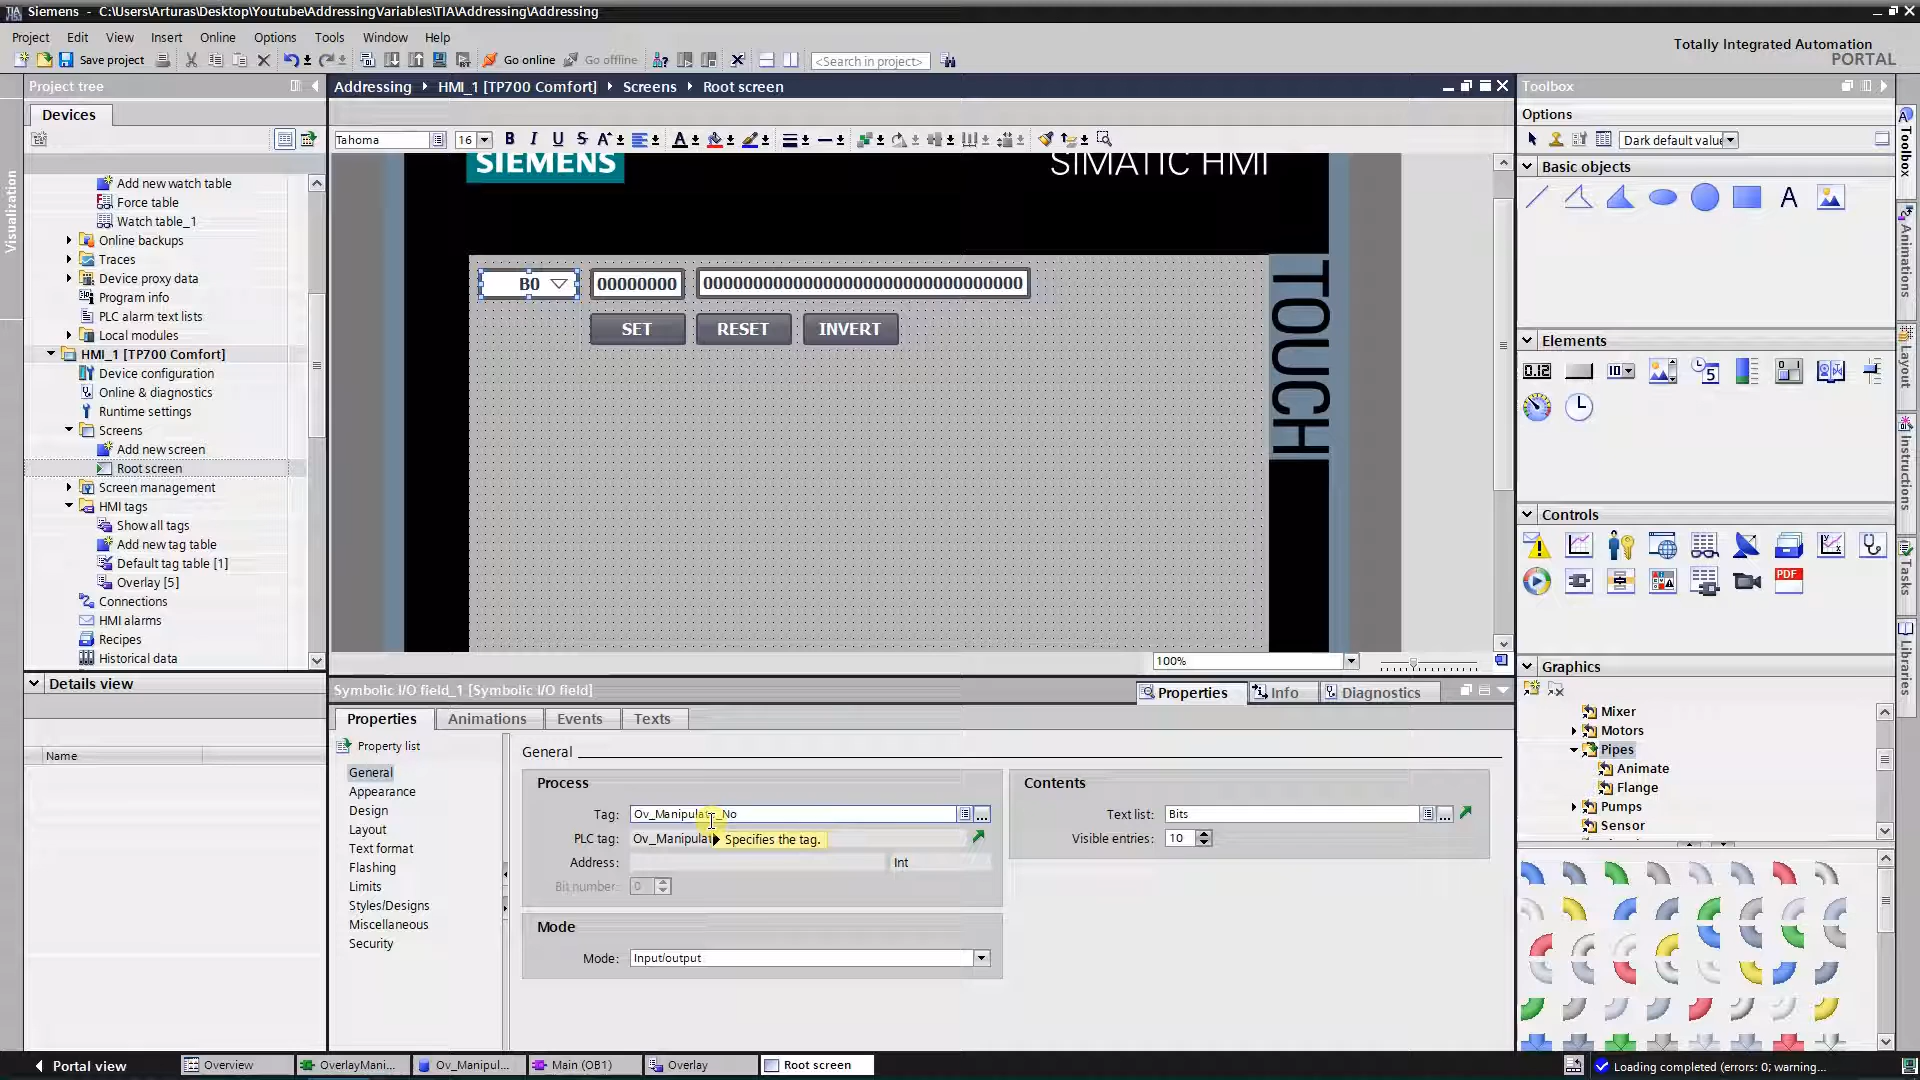 Siemens - C:\Users\Arturas\Desktop\Youtube\AddressingVariables\TIA\Addressing\Addressing
Project Edit View Insert Online Options Tools Window Help
Totally Integrated Automation
PORTAL
Save project
Go online
Go offline
<Search in project>
Project tree
Devices
Visualization
Add new watch table
Force table
Watch table_1
Online backups
Traces
Device proxy data
Program info
PLC alarm text lists
Local modules
HMI_1 [TP700 Comfort]
Device configuration
Online & diagnostics
Runtime settings
Screens
Add new screen
Root screen
Screen management
HMI tags
Show all tags
Add new tag table
Default tag table [1]
Overlay [5]
Connections
HMI alarms
Recipes
Historical data
Details view
Name
Addressing HMI_1 [TP700 Comfort] Screens Root screen
Tahoma 16
SIEMENS
SIMATIC HMI
B0 00000000 00000000000000000000000000000000
SET RESET INVERT
TOUCH
100%
Symbolic I/O field_1 [Symbolic I/O field]
Properties Info Diagnostics
Properties Animations Events Texts
Property list
General
Appearance
Design
Layout
Text format
Flashing
Limits
Styles/Designs
Miscellaneous
Security
General
Process
Tag:
PLC tag:
Specifies the tag.
Address: Int
Bit number: 0
Mode
Mode: Input/output
Contents
Text list: Bits
Visible entries: 10
Toolbox
Options
Dark default value
Basic objects
A
Elements
Controls
PDF
Graphics
Mixer
Motors
Pipes
Animate
Flange
Pumps
Sensor
Toolbox
Animations
Layout
Instructions
Tasks
Libraries
Portal view
Overview
OverlayMani...
Ov_Manipul...
Main (OB1)
Overlay
Root screen
Loading completed (errors: 0; warning...